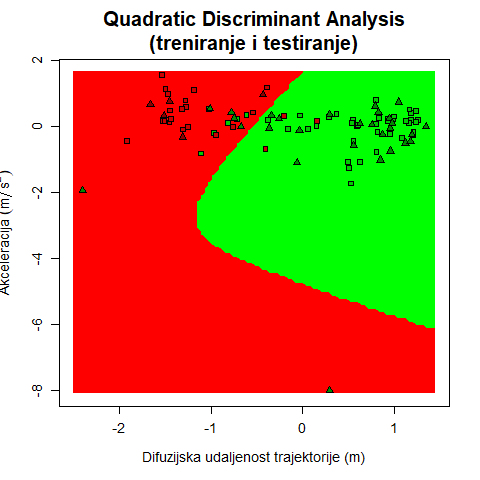 Quadratic Discriminant Analysis
(treniranje i testiranje)
2
0
-2
-4
-6
-8
Akceleracija (m/s²)
-2
-1
0
1
Difuzijska udaljenost trajektorije (m)